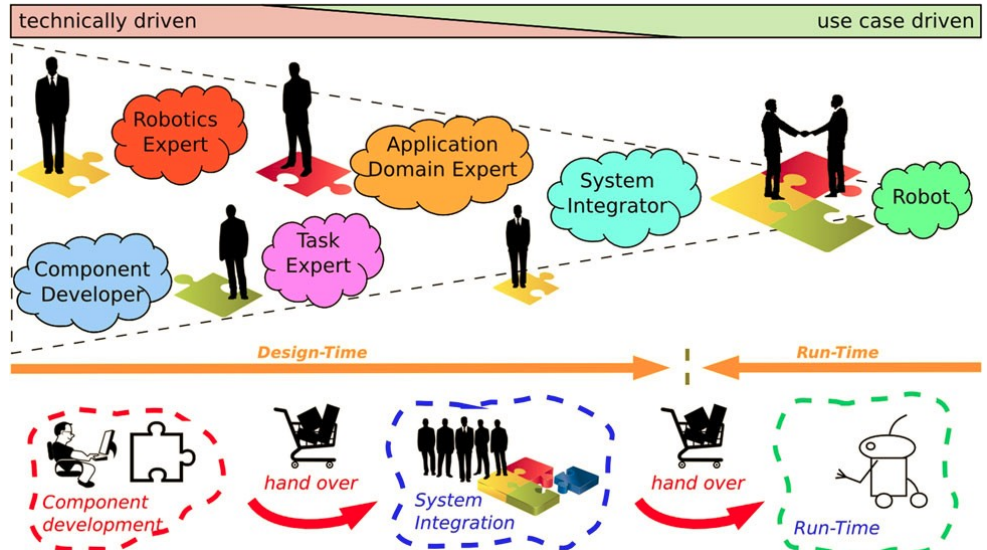 technically driven
use case driven
Robotics
Expert
Application
Domain Expert
System
Integrator
Robot
Component
Developer
Task
Expert
Design-Time
Run-Time
hand over
hand over
Component
development
System
Integration
Run-Time